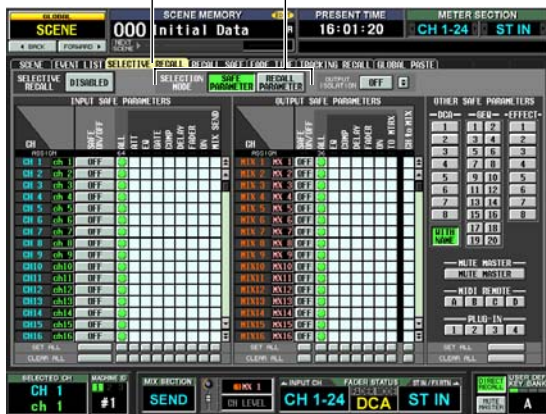 GLOBAL
SCENE
BACK FORWARD
SCENE MEMORY
000 Initial Data
NEXT SCENE
PRESENT TIME
16:01:20
METER SECTION
CH 1-24 ST IN
SCENE EVENT LIST SELECTIVE RECALL RECALL SAFE FADE TIME TRACKING RECALL GLOBAL PASTE
SELECTIVE RECALL DISABLED
SELECTION MODE SAFE PARAMETER RECALL PARAMETER
OUTPUT ISOLATION OFF
INPUT SAFE PARAMETERS
CH SAFE ON/OFF ALL ATT EQ GATE COMP DELAY FADER ON MIX SEND
ASSIGN 64
CH 1 ch 1 OFF
CH 2 ch 2 OFF
CH 3 ch 3 OFF
CH 4 ch 4 OFF
CH 5 ch 5 OFF
CH 6 ch 6 OFF
CH 7 ch 7 OFF
CH 8 ch 8 OFF
CH 9 ch 9 OFF
CH10 ch10 OFF
CH11 ch11 OFF
CH12 ch12 OFF
CH13 ch13 OFF
CH14 ch14 OFF
CH15 ch15 OFF
CH16 ch16 OFF
SET ALL
CLEAR ALL
OUTPUT SAFE PARAMETERS
CH SAFE ON/OFF ALL EQ COMP DELAY FADER ON TO MTRX CH to MIX
ASSIGN
MIX 1 MX 1 OFF
MIX 2 MX 2 OFF
MIX 3 MX 3 OFF
MIX 4 MX 4 OFF
MIX 5 MX 5 OFF
MIX 6 MX 6 OFF
MIX 7 MX 7 OFF
MIX 8 MX 8 OFF
MIX 9 MX 9 OFF
MIX10 MX10 OFF
MIX11 MX11 OFF
MIX12 MX12 OFF
MIX13 MX13 OFF
MIX14 MX14 OFF
MIX15 MX15 OFF
MIX16 MX16 OFF
SET ALL
CLEAR ALL
OTHER SAFE PARAMETERS
DCA GEQ EFFECT
1 1 2 1
2 3 4 2
3 5 6 3
4 7 8 4
5 9 10 5
6 11 12 6
7 13 14 7
8 15 16 8
WITH NAME 17 18
19 20
MUTE MASTER
MUTE MASTER
MIDI REMOTE
A B C D
PLUG-IN
1 2 3 4
SET ALL
CLEAR ALL
SELECTED CH
CH 1
ch 1
MACHINE ID
#1
MIX SECTION
SEND
MX 1
CH LEVEL
INPUT CH
CH 1-24
FADER STATUS
FADER MODE
DCA
ST IN
DIRECT RECALL
MUTE MASTER
A